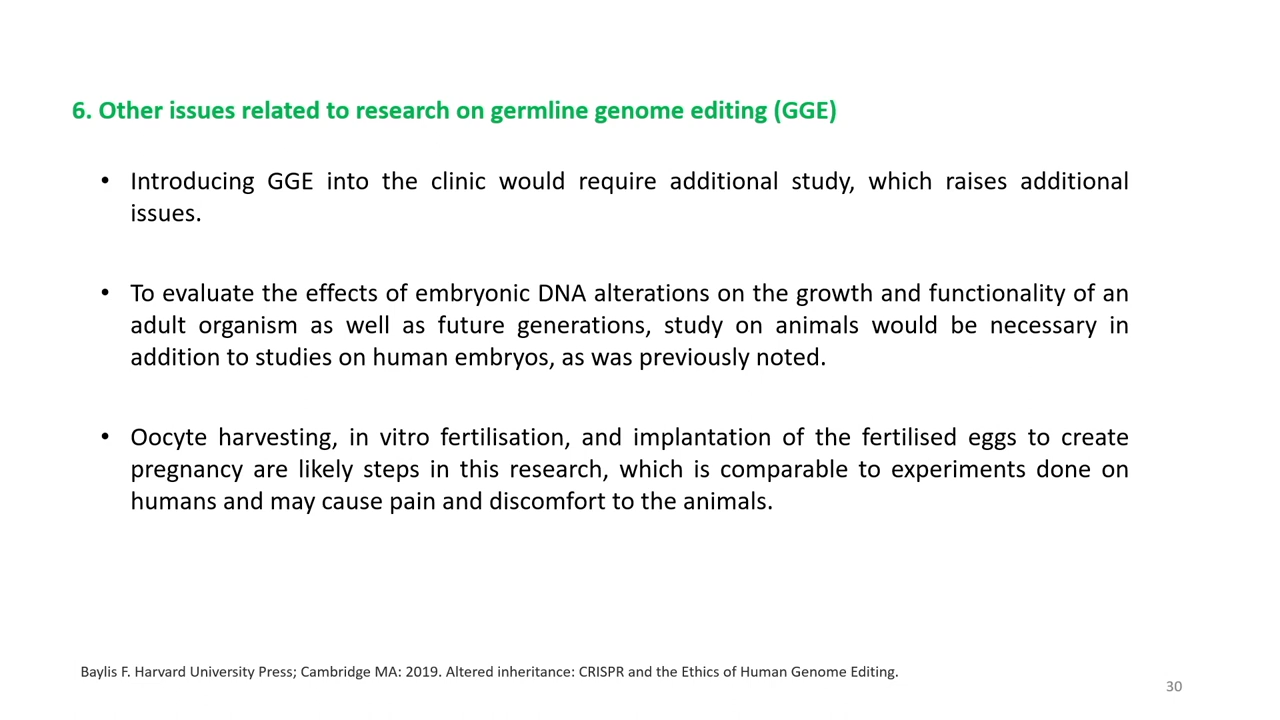 6. Other issues related to research on germline genome editing (GGE)
• Introducing GGE into the clinic would require additional study, which raises additional
issues.
• To evaluate the effects of embryonic DNA alterations on the growth and functionality of an
adult organism as well as future generations, study on animals would be necessary in
addition to studies on human embryos, as was previously noted.
• Oocyte harvesting, in vitro fertilisation, and implantation of the fertilised eggs to create
pregnancy are likely steps in this research, which is comparable to experiments done on
humans and may cause pain and discomfort to the animals.
Baylis F. Harvard University Press; Cambridge MA: 2019. Altered inheritance: CRISPR and the Ethics of Human Genome Editing.
30